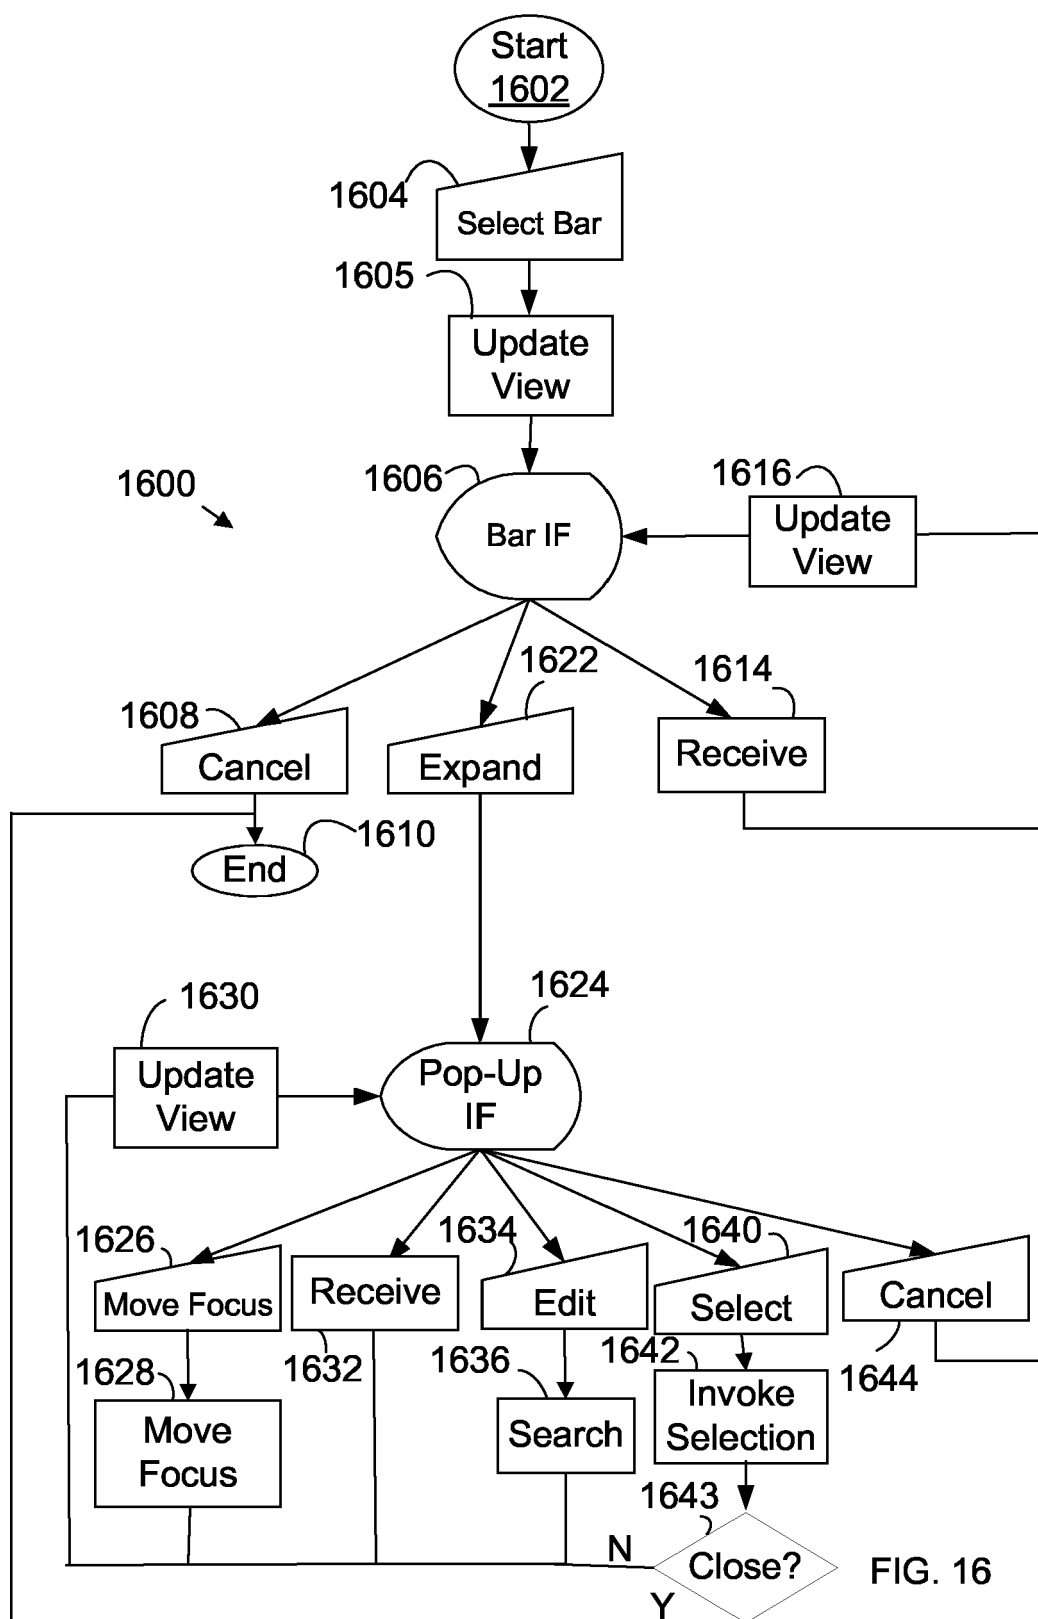 Start
1602
1604
Select Bar
1605
Update
View
1600
1606
Bar IF
1616
Update
View
1608
Cancel
1622
Expand
1614
Receive
1610
End
1630
Update
View
1624
Pop-Up
IF
1626
Move Focus
1632
Receive
1634
Edit
1640
Select
Cancel
1644
1628
Move
Focus
1636
Search
1642
Invoke
Selection
1643
Close?
N
Y
FIG. 16